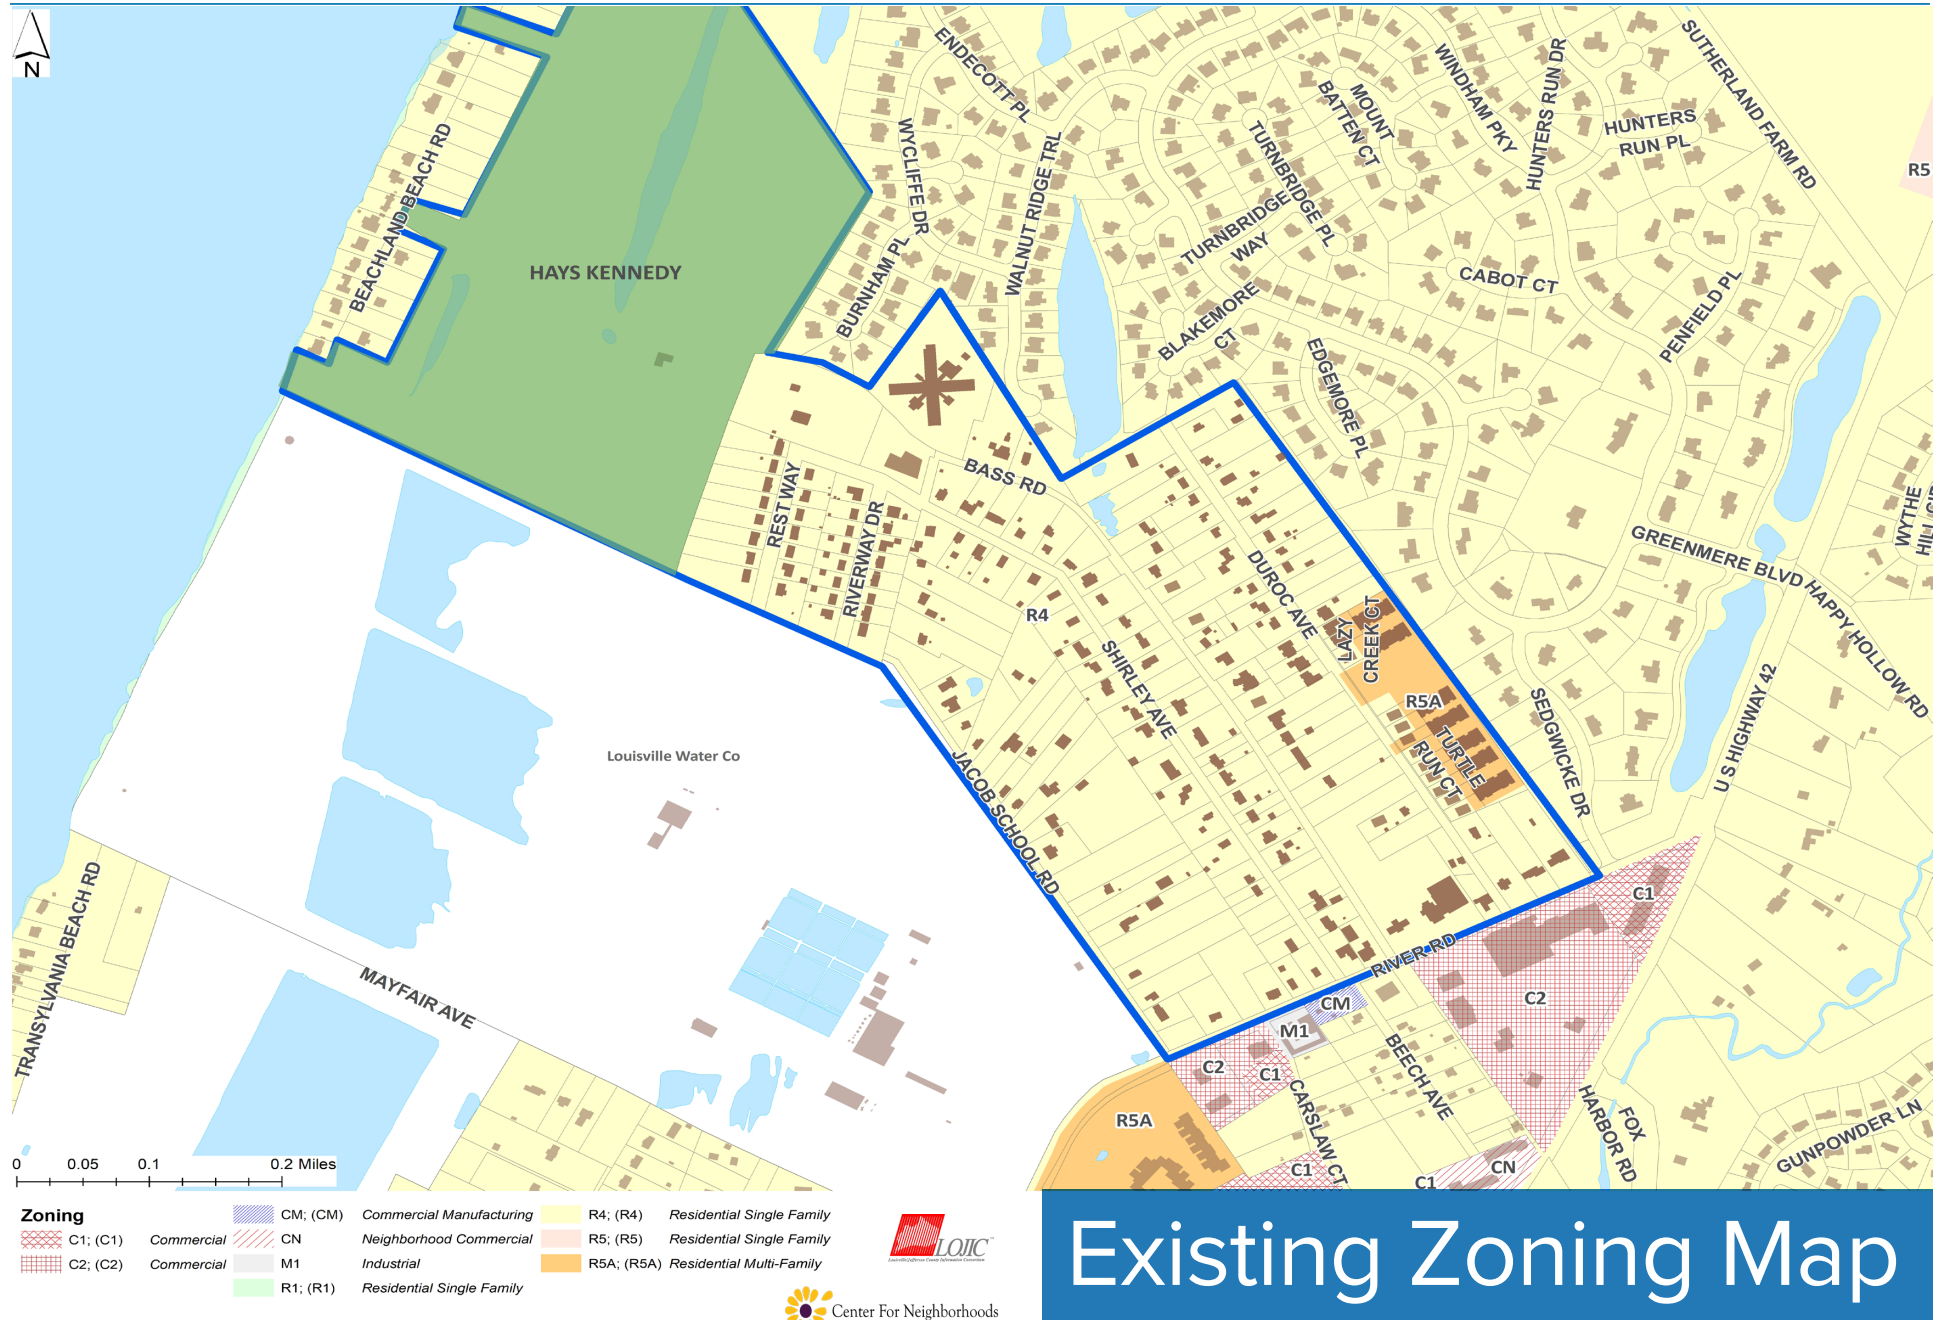 N
ENDECOTT PL
WYCLIFFE DR
WALNUT RIDGE TRL
BURNHAM PL
BEACHLAND BEACH RD
HAYS KENNEDY
MOUNT
BATTEN CT
WINDHAM PKY
HUNTERS RUN DR
HUNTERS
RUN PL
SUTHERLAND FARM RD
R5
TURNBRIDGE PL
TURNBRIDGE
WAY
CABOT CT
PENFIELD PL
BLAKEMORE
CT
EDGEMORE PL
BASS RD
REST WAY
RIVERWAY DR
R4
DUROC AVE
SHIRLEY AVE
LAZY
CREEK CT
R5A
TURTLE
RUN CT
SEDGWICKE DR
GREENMERE BLVD
HAPPY HOLLOW RD
WYTHE
U S HIGHWAY 42
Louisville Water Co
JACOB SCHOOL RD
TRANSYLVANIA BEACH RD
MAYFAIR AVE
RIVER RD
C1
C2
CM
M1
C2
C1
CARSLAW CT
BEECH AVE
R5A
C1
C1
CN
FOX
HARBOR RD
GUNPOWDER LN
0 0.05 0.1 0.2 Miles
Zoning
C1; (C1) Commercial
C2; (C2) Commercial
CM; (CM) Commercial Manufacturing
CN Neighborhood Commercial
M1 Industrial
R1; (R1) Residential Single Family
R4; (R4) Residential Single Family
R5; (R5) Residential Single Family
R5A; (R5A) Residential Multi-Family
LOJIC
Louisville/Jefferson County Information Consortium
Center For Neighborhoods
Existing Zoning Map